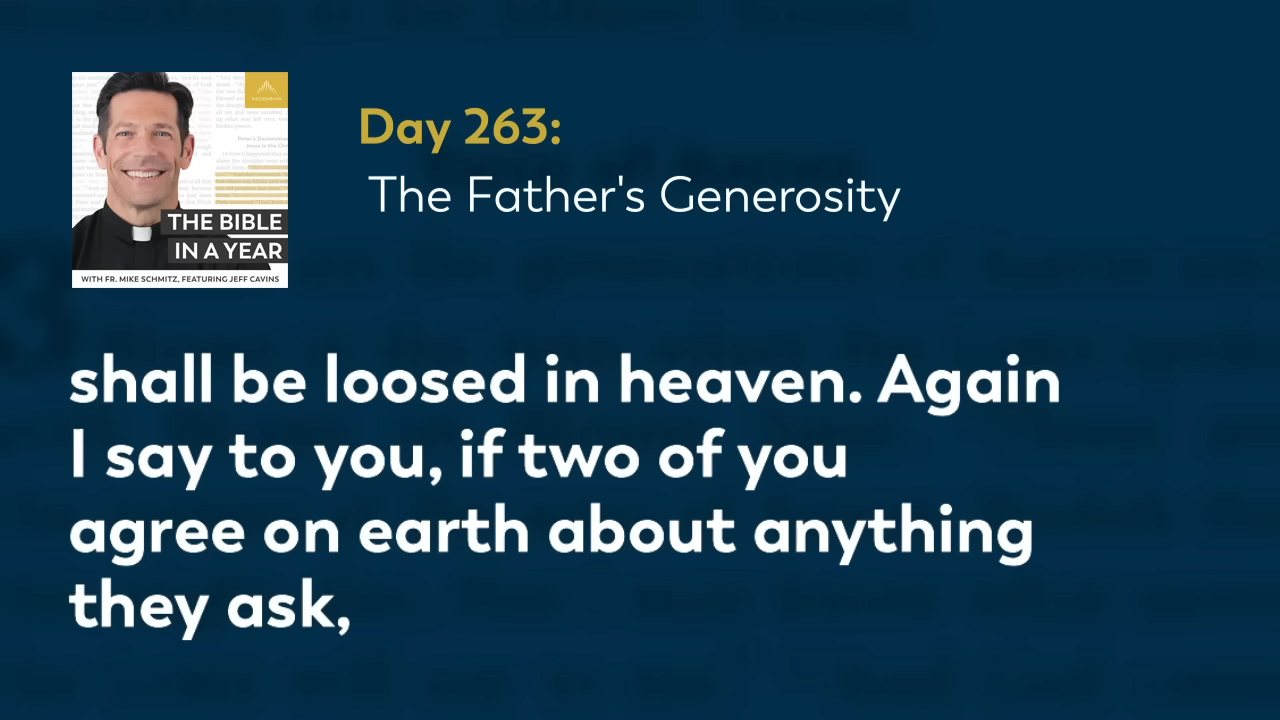 Day 263:
The Father's Generosity
ASCENSION
THE BIBLE
IN A YEAR
WITH FR. MIKE SCHMITZ, FEATURING JEFF CAVINS
shall be loosed in heaven. Again
I say to you, if two of you
agree on earth about anything
they ask,